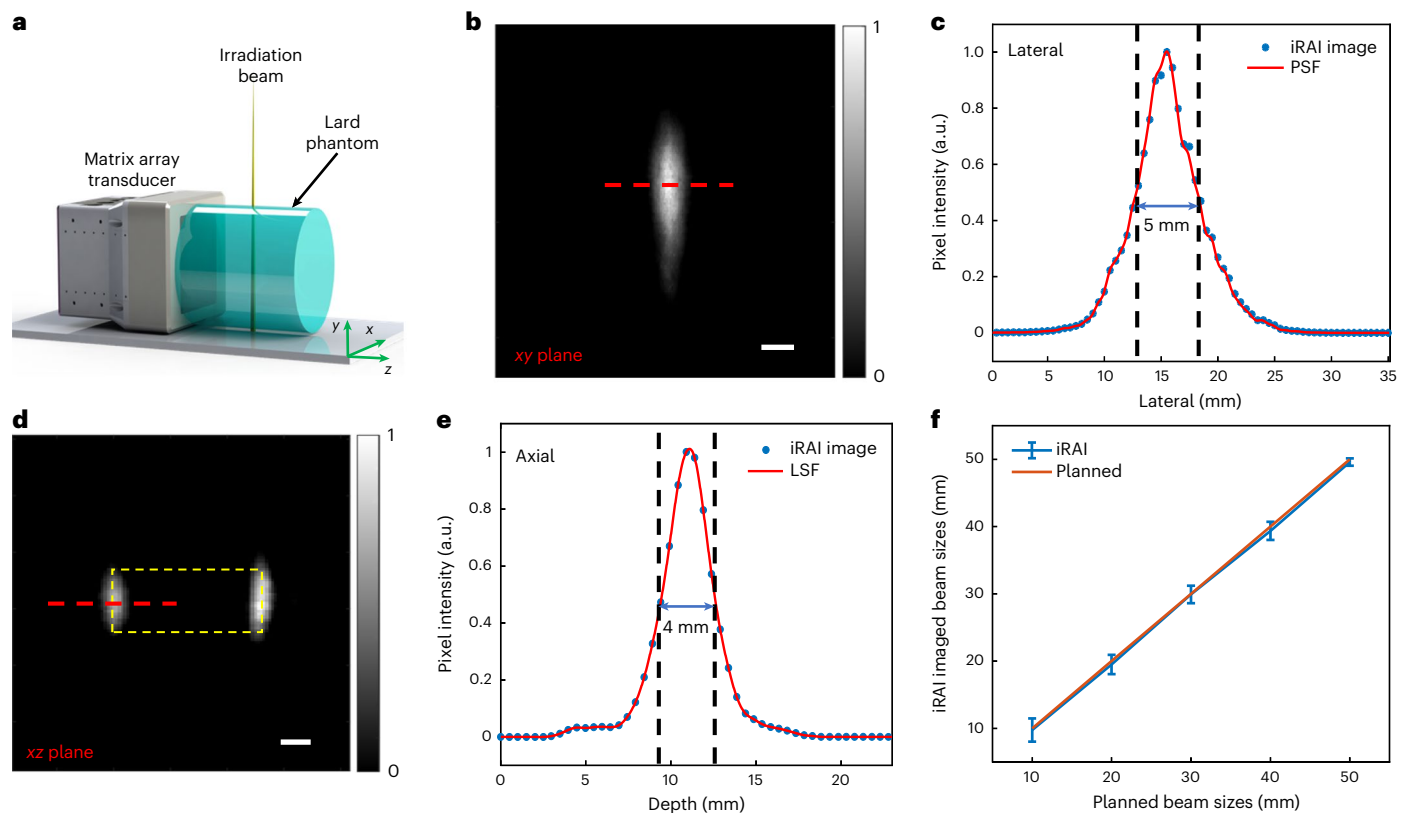 a
Irradiation
beam
Lard
phantom
Matrix array
transducer
y
x
z
b
1
xy plane
0
c
Lateral
iRAI image
PSF
1.0
0.8
0.6
0.4
0.2
0
5 mm
Pixel intensity (a.u.)
0 5 10 15 20 25 30 35
Lateral (mm)
d
1
xz plane
0
e
Axial
iRAI image
LSF
1
0.8
0.6
0.4
0.2
0
4 mm
Pixel intensity (a.u.)
0 5 10 15 20
Depth (mm)
f
iRAI
Planned
50
40
30
20
10
iRAI imaged beam sizes (mm)
10 20 30 40 50
Planned beam sizes (mm)